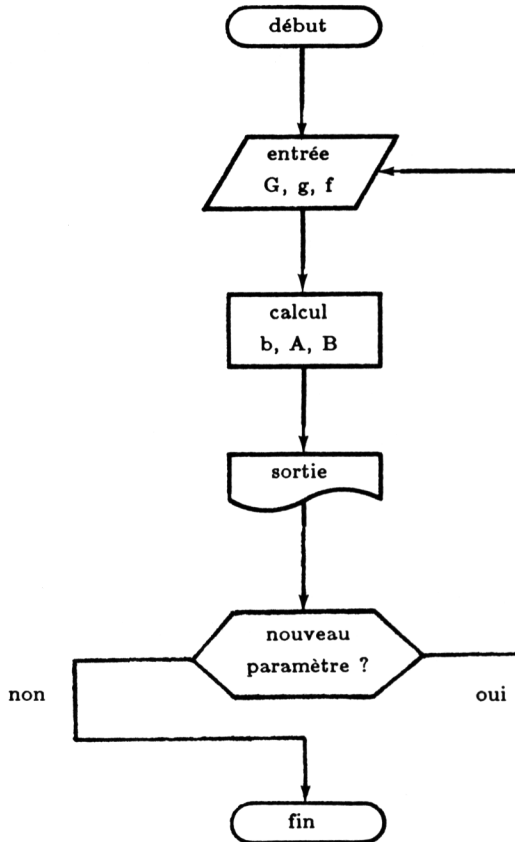 début
entrée
G, g, f
calcul
b, A, B
sortie
nouveau
paramètre ?
non
oui
fin